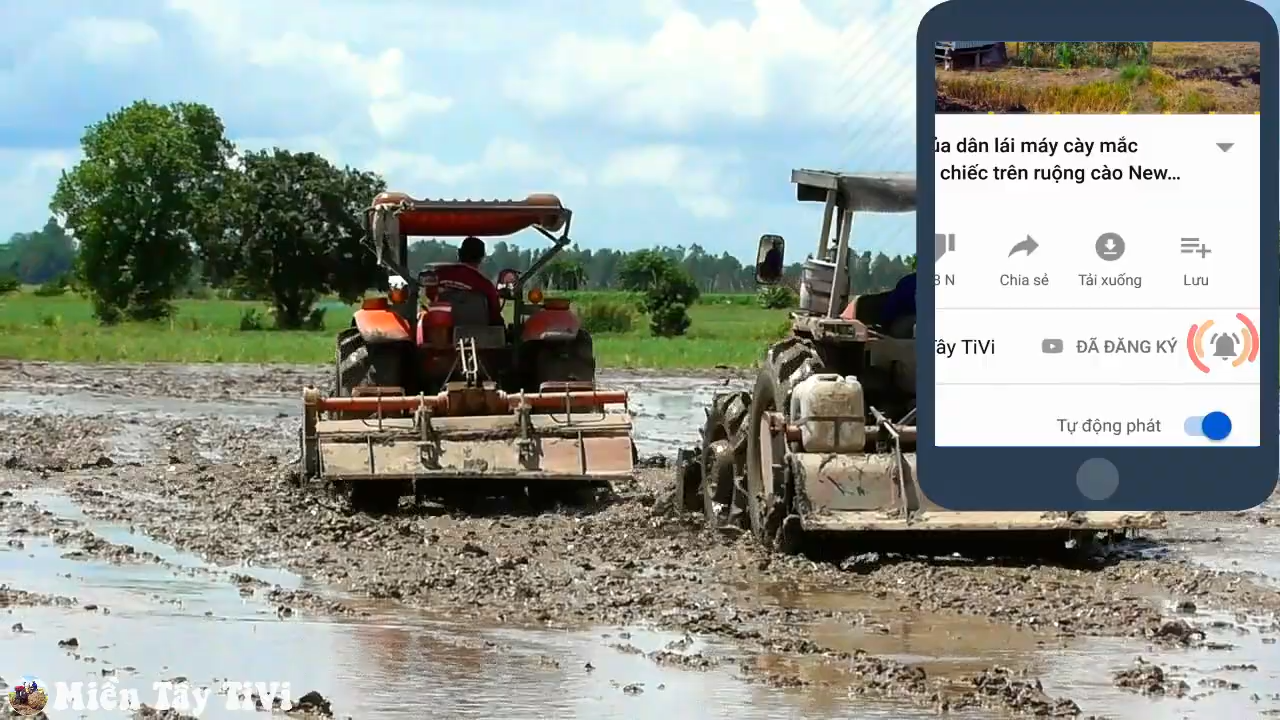 ủa dân lái máy cày mắc
chiếc trên ruộng cào New...
Chia sẻ
Tải xuống
Lưu
Tây TiVi
ĐÃ ĐĂNG KÝ
Tự động phát
Miền Tây TiVi